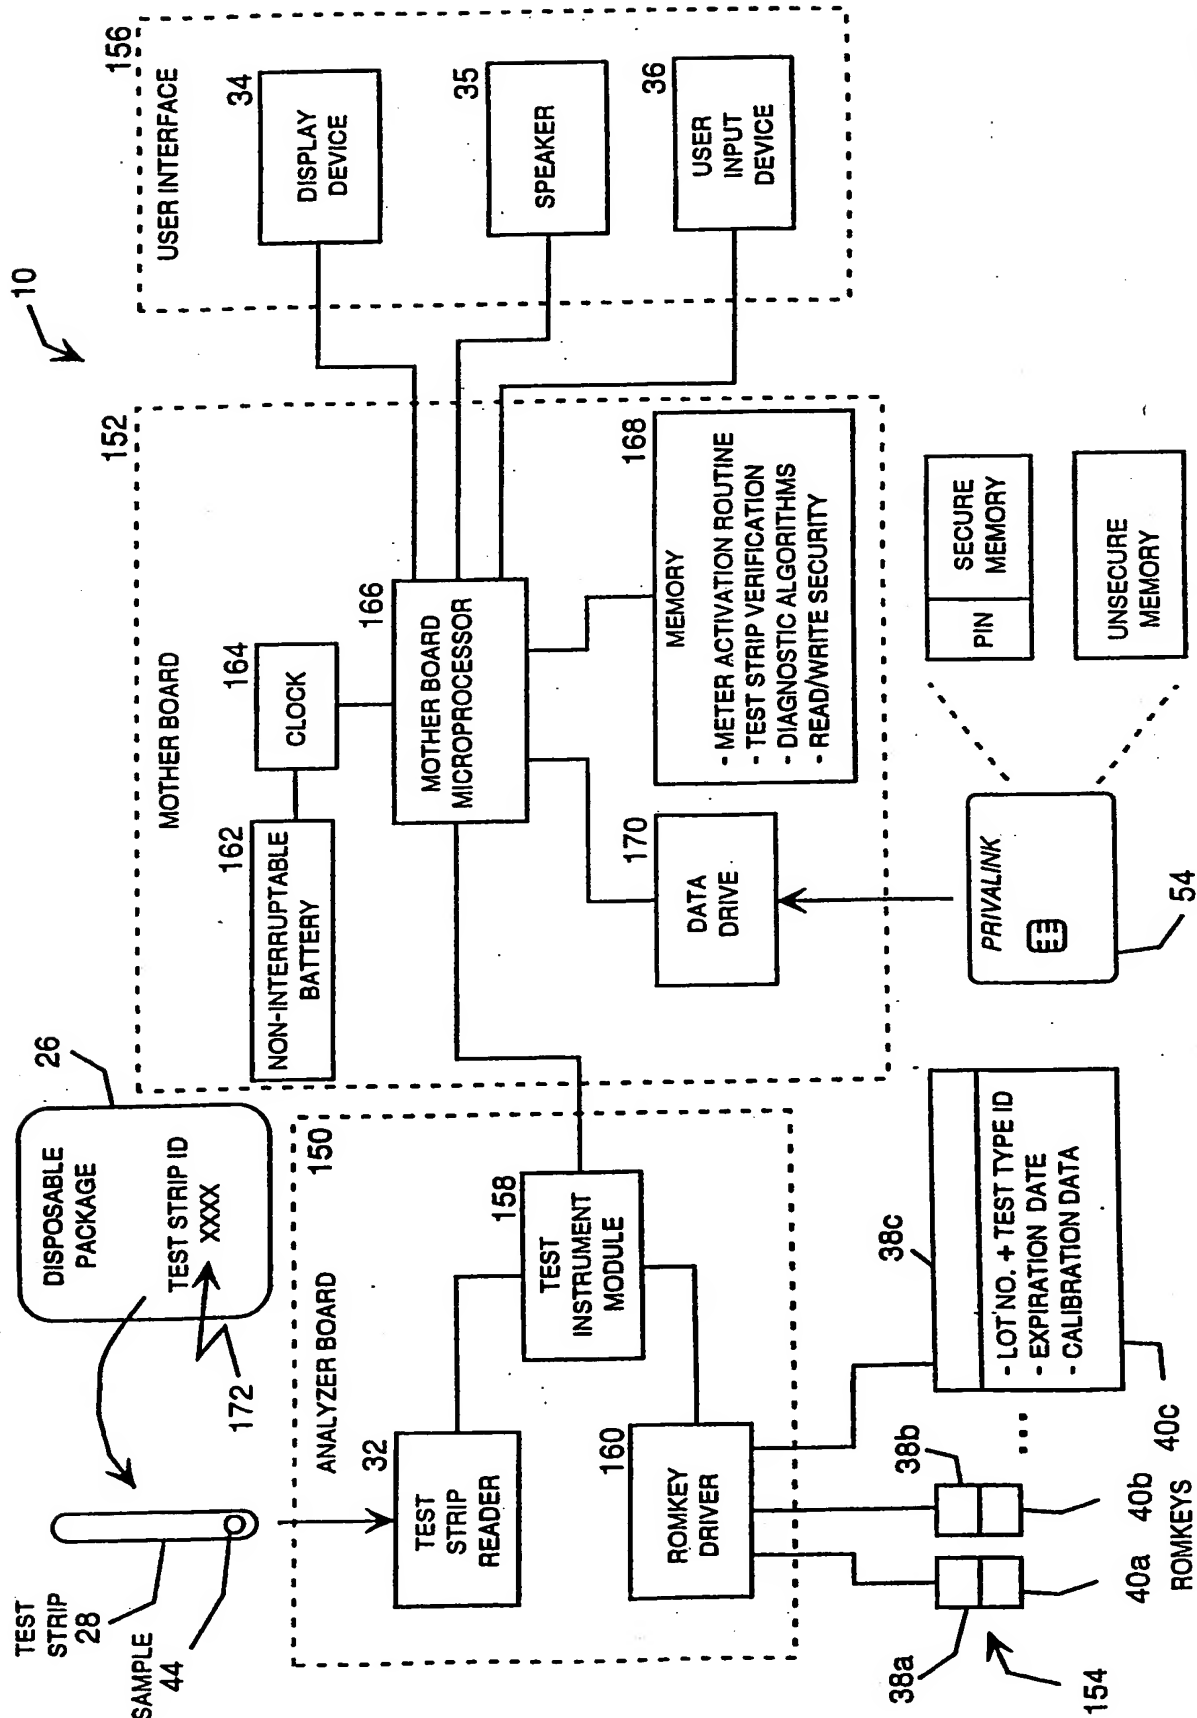 10
TEST
STRIP
28
SAMPLE
44
DISPOSABLE
PACKAGE
TEST STRIP ID
XXXX
26
172
ANALYZER BOARD
150
32
TEST
STRIP
READER
158
TEST
INSTRUMENT
MODULE
160
ROMKEY
DRIVER
38a
38b
38c
- LOT NO. + TEST TYPE ID
- EXPIRATION DATE
- CALIBRATION DATA
...
154
40a
40b
40c
ROMKEYS
MOTHER BOARD
152
162
NON-INTERRUPTABLE
BATTERY
164
CLOCK
166
MOTHER BOARD
MICROPROCESSOR
170
DATA
DRIVE
168
MEMORY
- METER ACTIVATION ROUTINE
- TEST STRIP VERIFICATION
- DIAGNOSTIC ALGORITHMS
- READ/WRITE SECURITY
PRIVALINK
54
PIN
SECURE
MEMORY
UNSECURE
MEMORY
USER INTERFACE
156
34
DISPLAY
DEVICE
35
SPEAKER
36
USER
INPUT
DEVICE